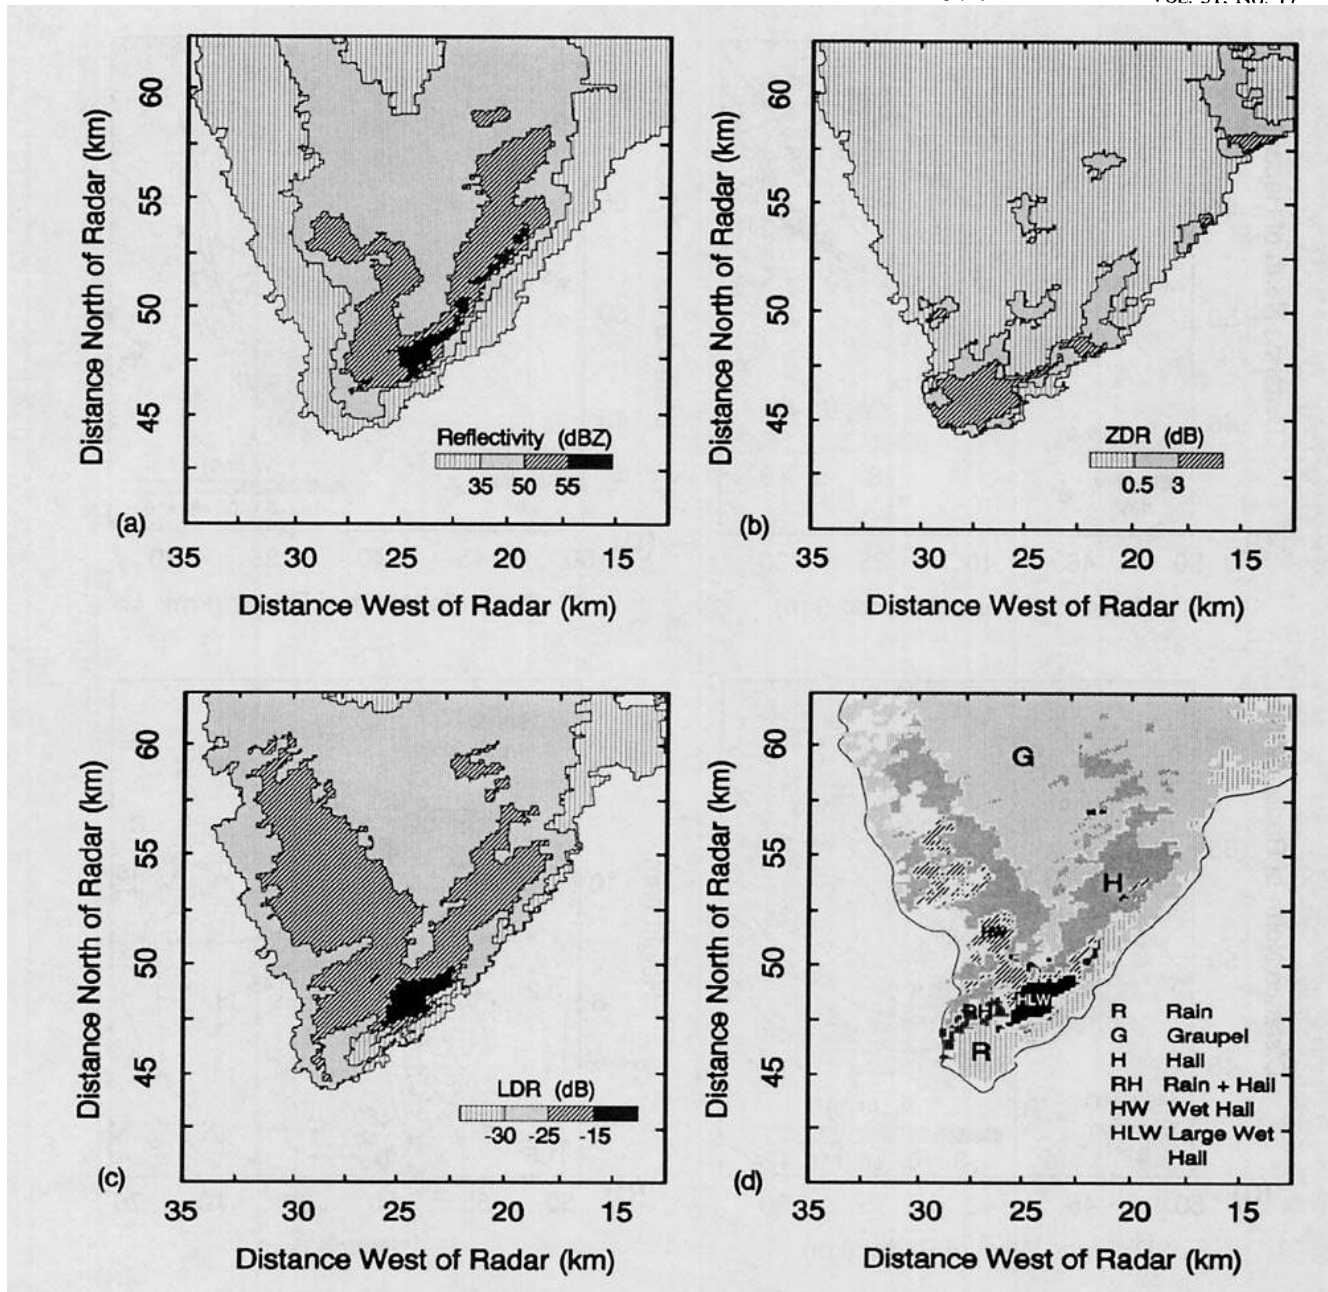 VOL. 51, NO. 17
60
55
50
45
Distance North of Radar (km)
Reflectivity (dBZ)
35 50 55
(a)
35 30 25 20 15
Distance West of Radar (km)
60
55
50
45
Distance North of Radar (km)
ZDR (dB)
0.5 3
(b)
35 30 25 20 15
Distance West of Radar (km)
60
55
50
45
Distance North of Radar (km)
LDR (dB)
-30 -25 -15
(c)
35 30 25 20 15
Distance West of Radar (km)
60
55
50
45
Distance North of Radar (km)
G
H
HW
HLW
RH
R
R Rain
G Graupel
H Hail
RH Rain + Hail
HW Wet Hail
HLW Large Wet
Hail
(d)
35 30 25 20 15
Distance West of Radar (km)